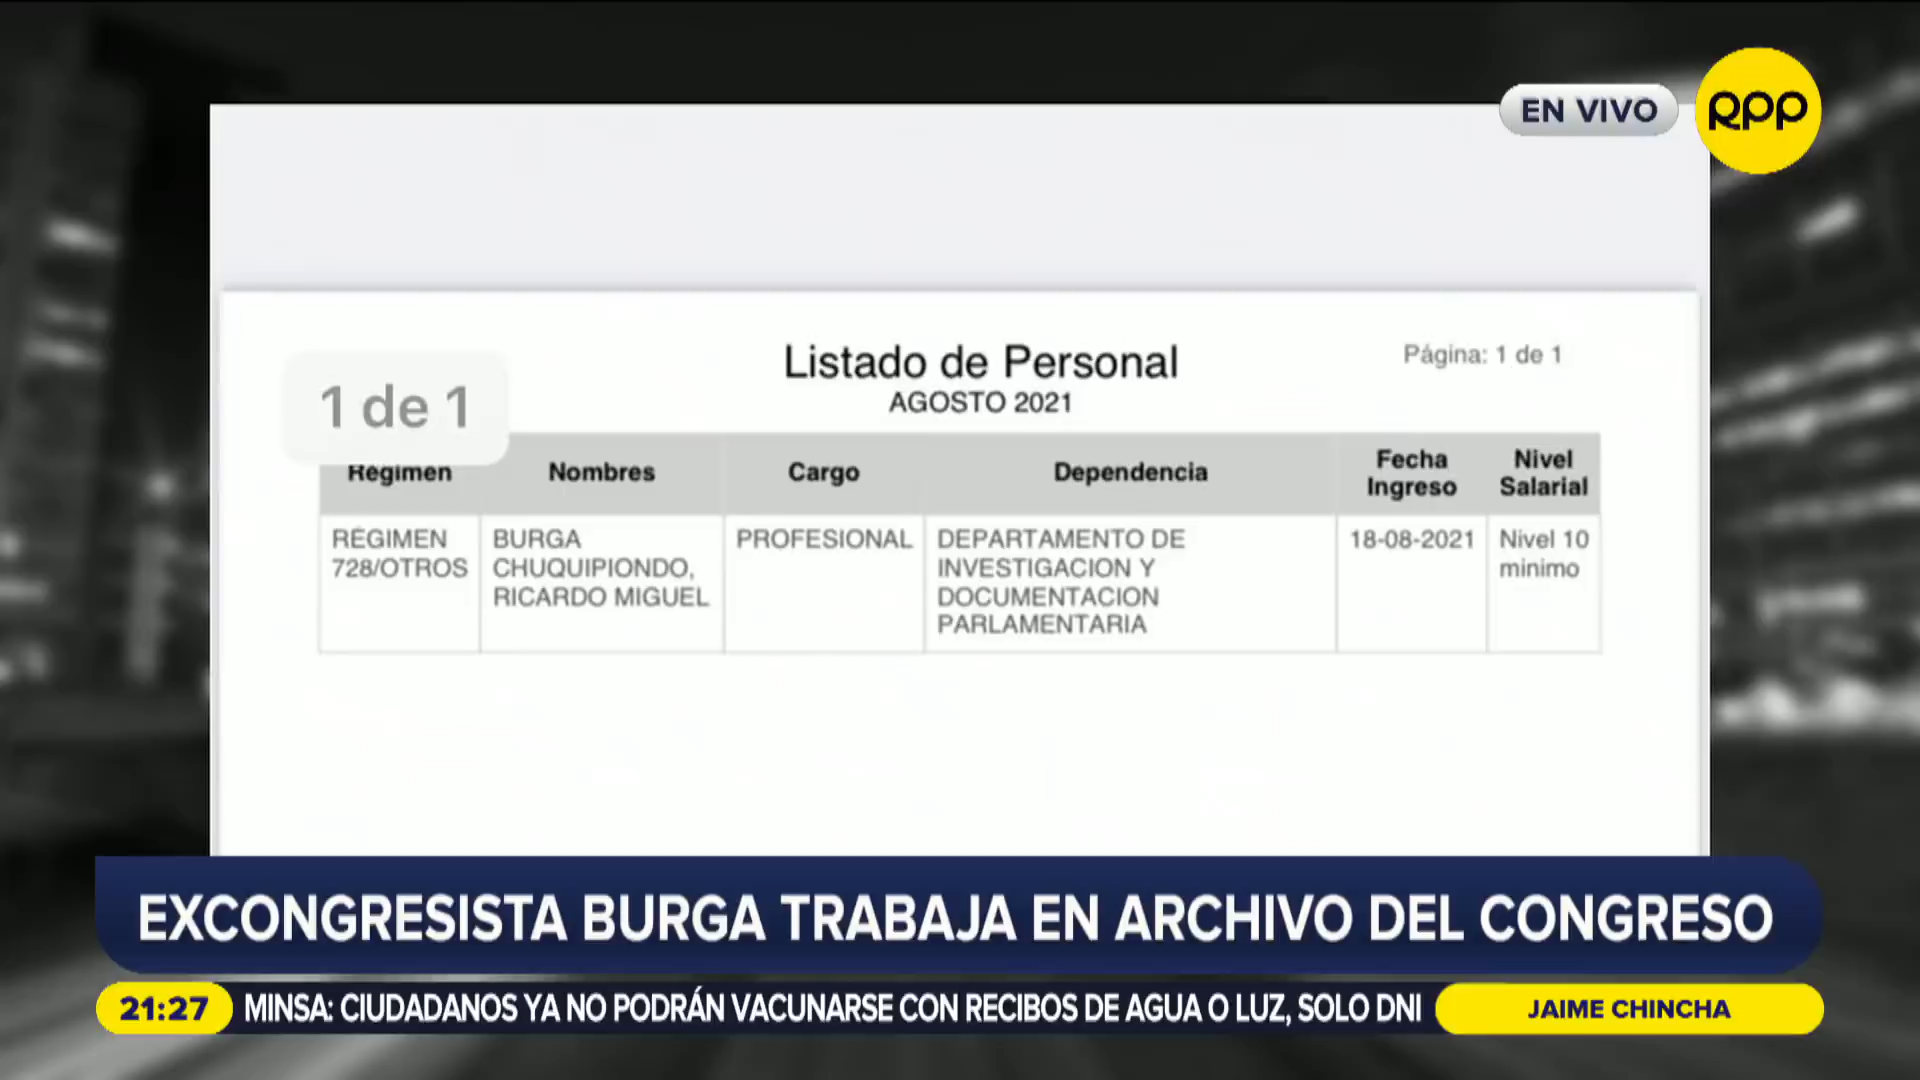 EN VIVO
rpp
Listado de Personal
Página: 1 de 1
1 de 1
AGOSTO 2021
Régimen
Nombres
Cargo
Dependencia
Fecha
Ingreso
Nivel
Salarial
RÉGIMEN
728/OTROS
BURGA
CHUQUIPIONDO,
RICARDO MIGUEL
PROFESIONAL
DEPARTAMENTO DE
INVESTIGACION Y
DOCUMENTACION
PARLAMENTARIA
18-08-2021
Nivel 10
minimo
EXCONGRESISTA BURGA TRABAJA EN ARCHIVO DEL CONGRESO
21:27
MINSA: CIUDADANOS YA NO PODRÁN VACUNARSE CON RECIBOS DE AGUA O LUZ, SOLO DNI
JAIME CHINCHA